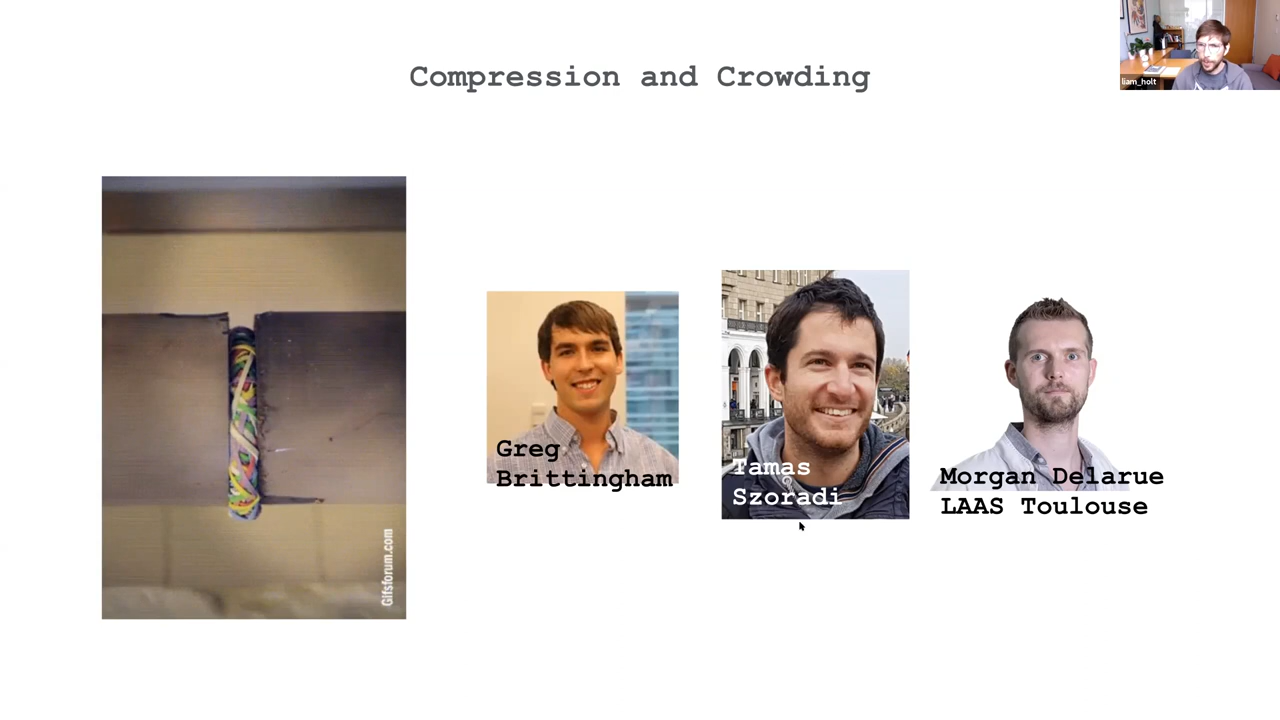 Compression and Crowding
liam_holt
Gifsforum.com
Greg
Brittingham
Tamas
Szoradi
Morgan Delarue
LAAS Toulouse